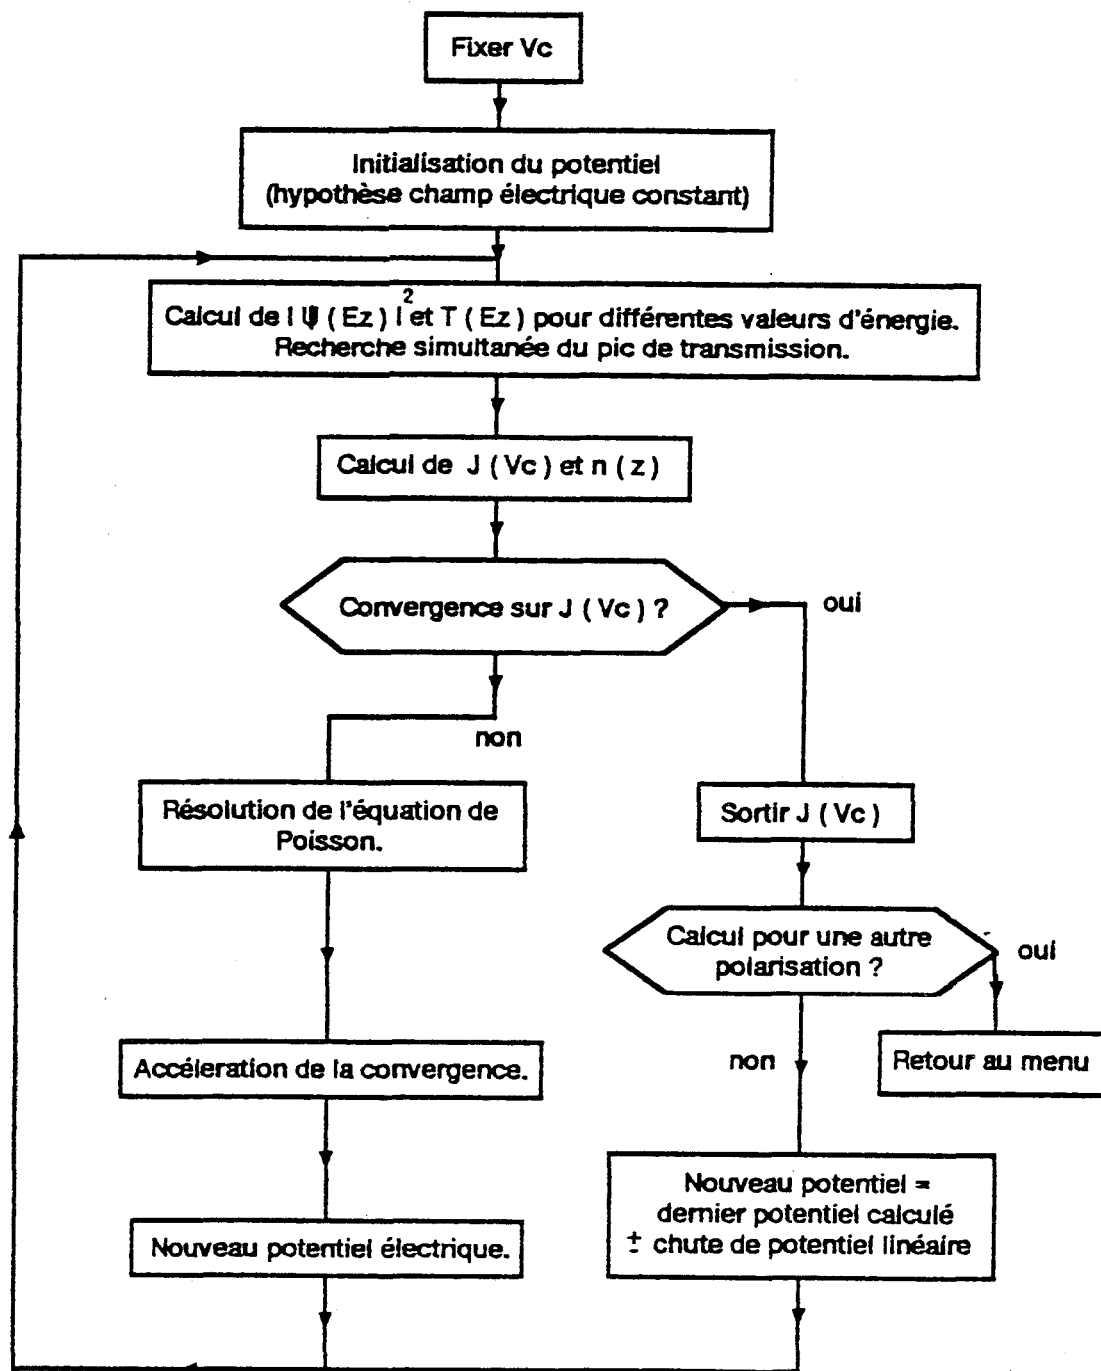 Fixer Vc
Initialisation du potentiel
(hypothèse champ électrique constant)
Calcul de | Ψ ( Ez ) |² et T ( Ez ) pour différentes valeurs d'énergie.
Recherche simultanée du pic de transmission.
Calcul de J ( Vc ) et n ( z )
Convergence sur J ( Vc ) ?
oui
non
Résolution de l'équation de
Poisson.
Sortir J ( Vc )
Calcul pour une autre
polarisation ?
oui
non
Retour au menu
Accéleration de la convergence.
Nouveau potentiel =
dernier potentiel calculé
± chute de potentiel linéaire
Nouveau potentiel électrique.